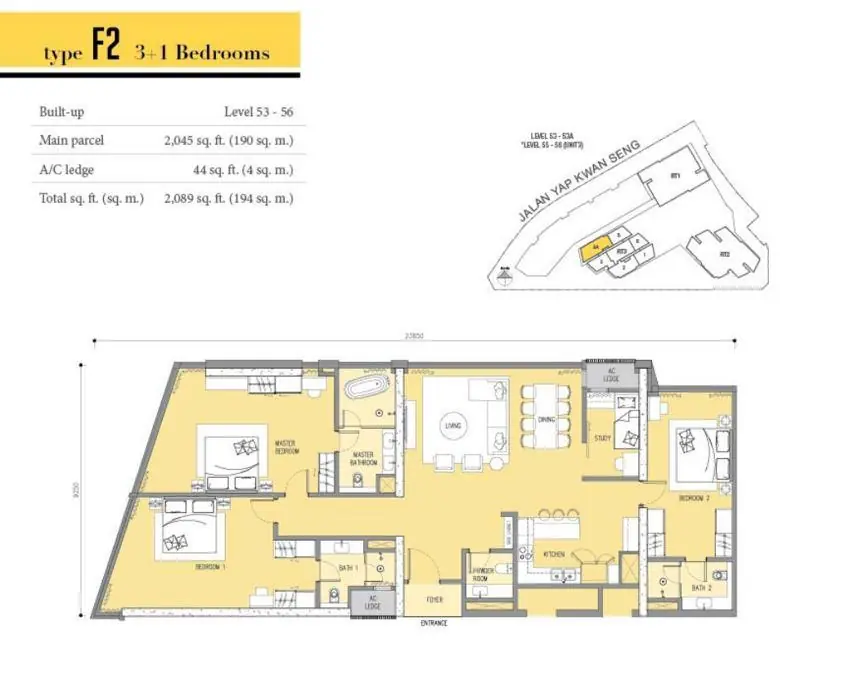 type F2 3+1 Bedrooms
Built-up Level 53 - 56
Main parcel 2,045 sq. ft. (190 sq. m.)
A/C ledge 44 sq. ft. (4 sq. m.)
Total sq. ft. (sq. m.) 2,089 sq. ft. (194 sq. m.)
LEVEL 53 - 53A
*LEVEL 55 - 56 (UNIT3)
JALAN YAP KWAN SENG
RT1
RT2
RT3
23850
9250
AC
LEDGE
LIVING
DINING
STUDY
MASTER
BEDROOM
MASTER
BATHROOM
BEDROOM 2
BEDROOM 1
BATH 1
POWDER
ROOM
KITCHEN
BATH 2
AC
LEDGE
FOYER
ENTRANCE